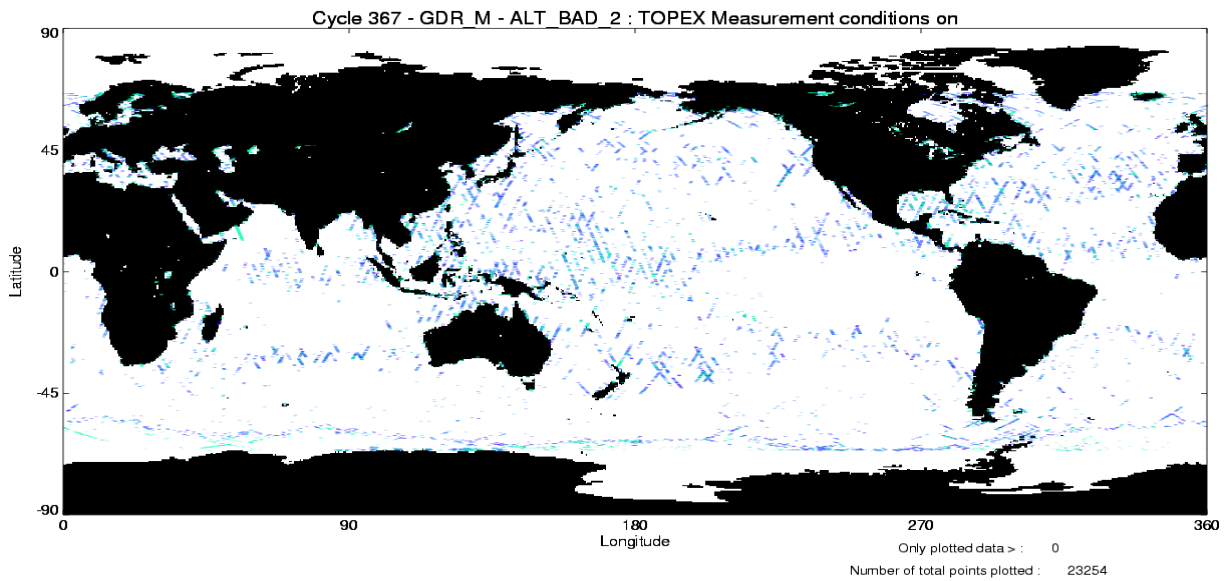 Cycle 367 - GDR_M - ALT_BAD_2 : TOPEX Measurement conditions on
90
45
0
-45
-90
Latitude
0 90 180 270 360
Longitude
Only plotted data > : 0
Number of total points plotted : 23254